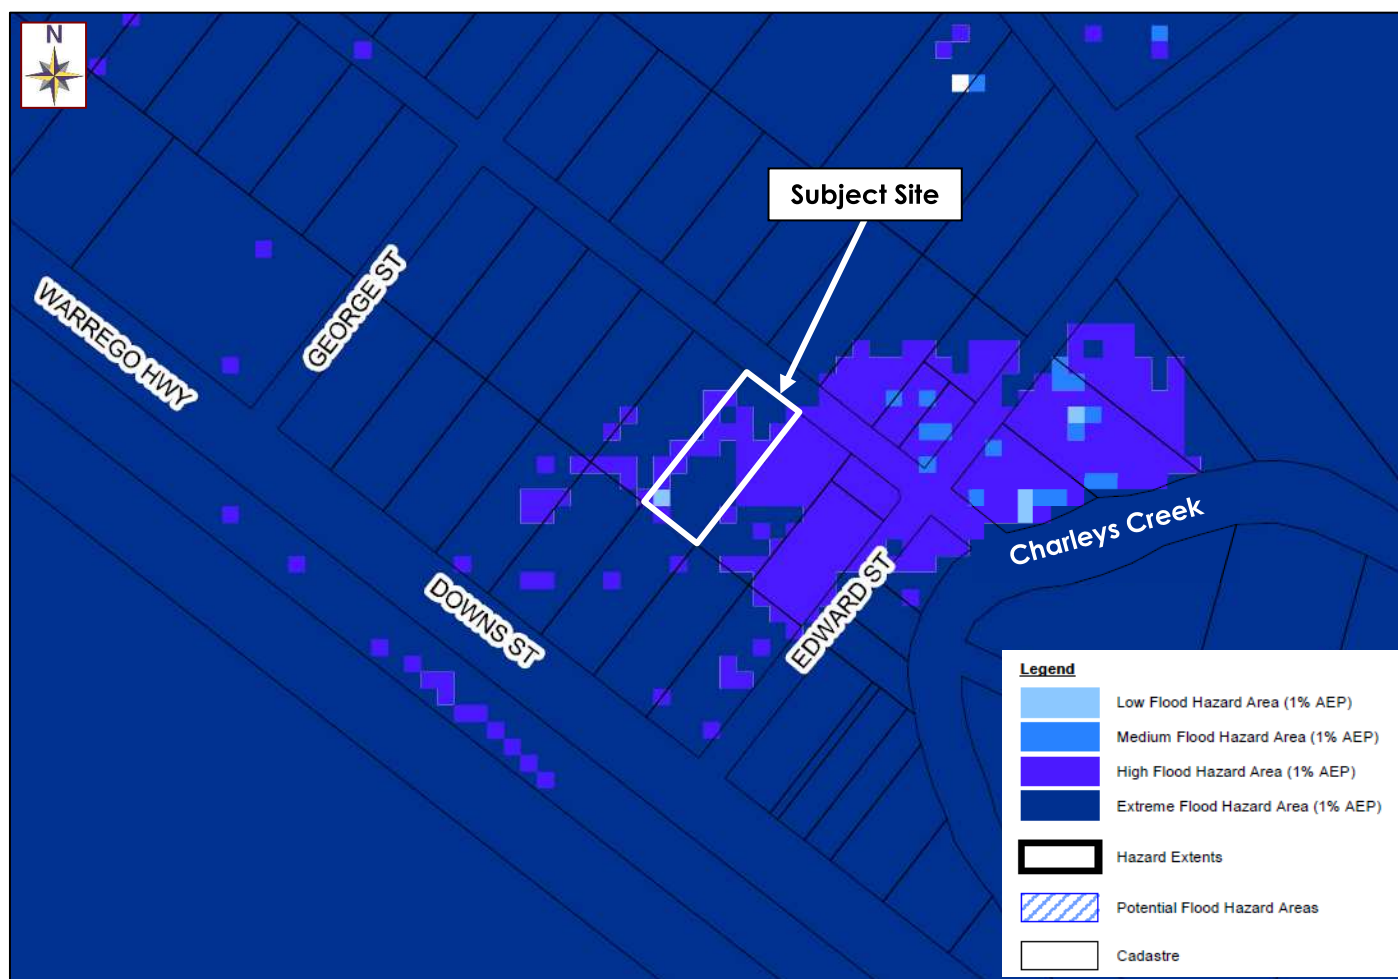 N
Subject Site
GEORGE ST
WARREGO HWY
Charleys Creek
DOWNS ST
EDWARD ST
Legend
Low Flood Hazard Area (1% AEP)
Medium Flood Hazard Area (1% AEP)
High Flood Hazard Area (1% AEP)
Extreme Flood Hazard Area (1% AEP)
Hazard Extents
Potential Flood Hazard Areas
Cadastre